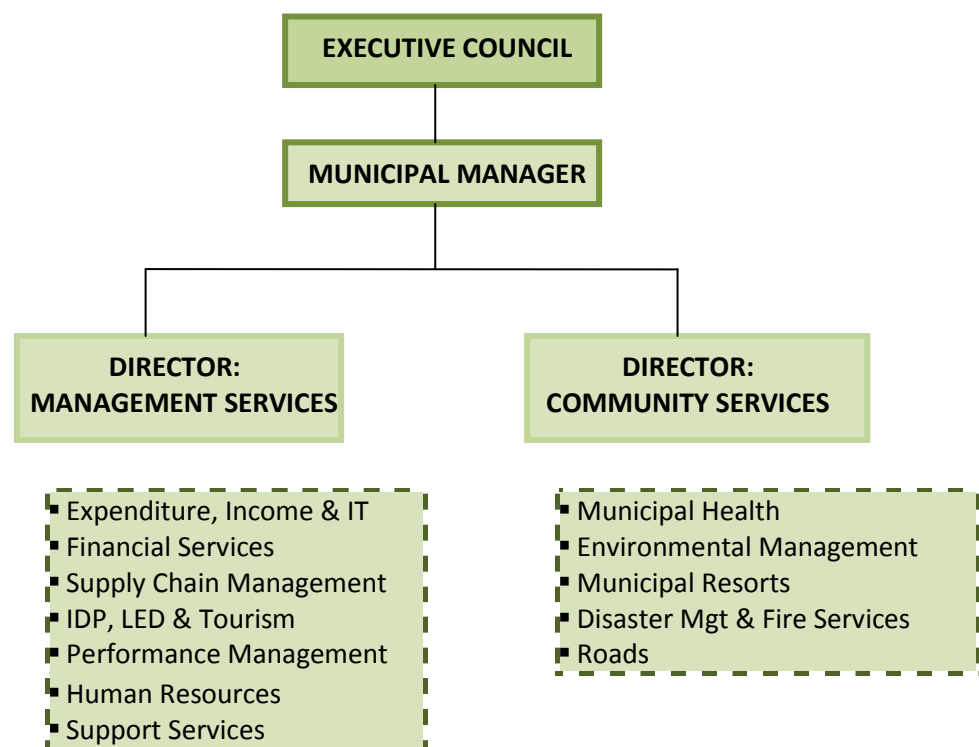 EXECUTIVE COUNCIL
MUNICIPAL MANAGER
DIRECTOR:
MANAGEMENT SERVICES
DIRECTOR:
COMMUNITY SERVICES
▪ Expenditure, Income & IT
▪ Financial Services
▪ Supply Chain Management
▪ IDP, LED & Tourism
▪ Performance Management
▪ Human Resources
▪ Support Services
▪ Municipal Health
▪ Environmental Management
▪ Municipal Resorts
▪ Disaster Mgt & Fire Services
▪ Roads